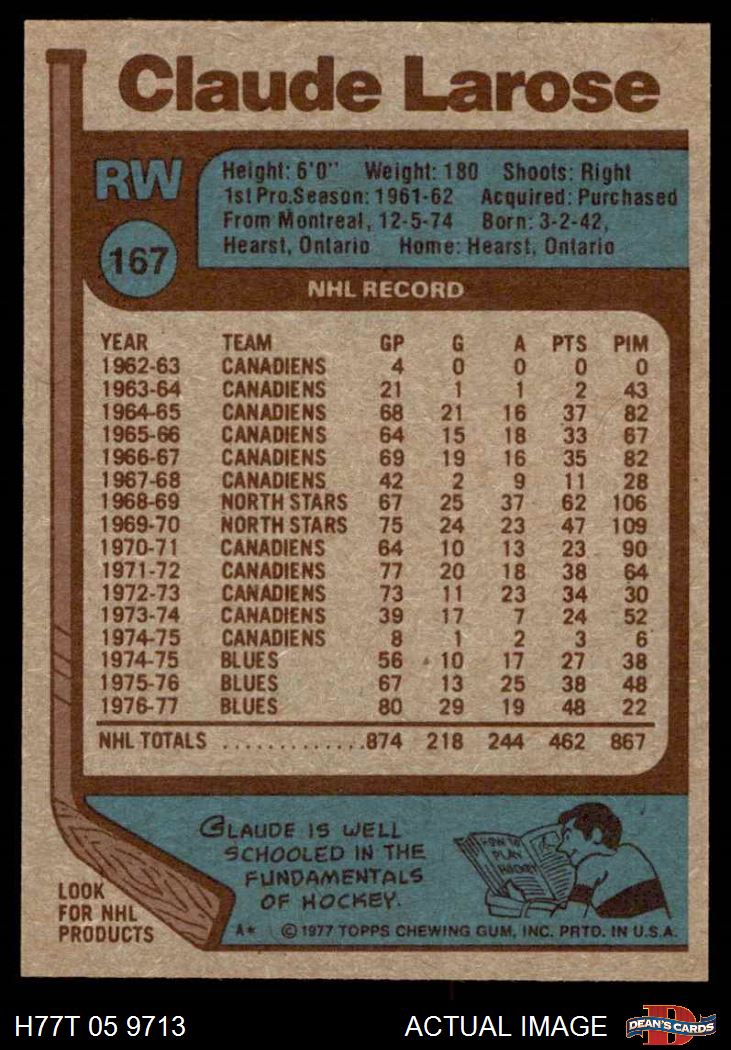 Claude Larose
RW
167
Height: 6'0" Weight: 180 Shoots: Right
1st Pro.Season: 1961-62 Acquired: Purchased
From Montreal, 12-5-74 Born: 3-2-42,
Hearst, Ontario Home: Hearst, Ontario
NHL RECORD
YEAR TEAM GP G A PTS PIM
1962-63 CANADIENS 4 0 0 0 0
1963-64 CANADIENS 21 1 1 2 43
1964-65 CANADIENS 68 21 16 37 82
1965-66 CANADIENS 64 15 18 33 67
1966-67 CANADIENS 69 19 16 35 82
1967-68 CANADIENS 42 2 9 11 28
1968-69 NORTH STARS 67 25 37 62 106
1969-70 NORTH STARS 75 24 23 47 109
1970-71 CANADIENS 64 10 13 23 90
1971-72 CANADIENS 77 20 18 38 64
1972-73 CANADIENS 73 11 23 34 30
1973-74 CANADIENS 39 17 7 24 52
1974-75 CANADIENS 8 1 2 3 6
1974-75 BLUES 56 10 17 27 38
1975-76 BLUES 67 13 25 38 48
1976-77 BLUES 80 29 19 48 22
NHL TOTALS .............874 218 244 462 867
CLAUDE IS WELL
SCHOOLED IN THE
FUNDAMENTALS
OF HOCKEY.
HOW TO
PLAY
HOCKEY
LOOK
FOR NHL
PRODUCTS
A* © 1977 TOPPS CHEWING GUM, INC. PRTD. IN U.S.A.
H77T 05 9713 ACTUAL IMAGE
D
DEAN'S CARDS